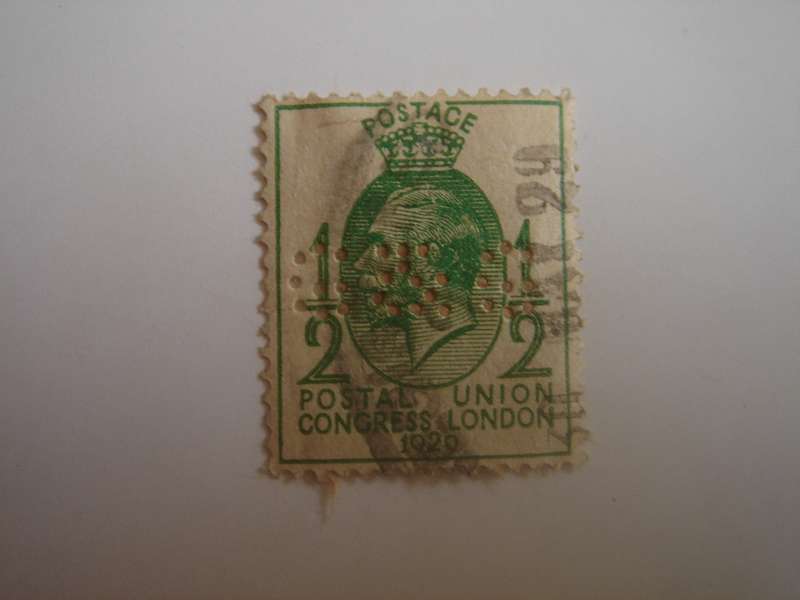 POSTAGE
1/2 1/2
POSTAL UNION
CONGRESS LONDON
1929